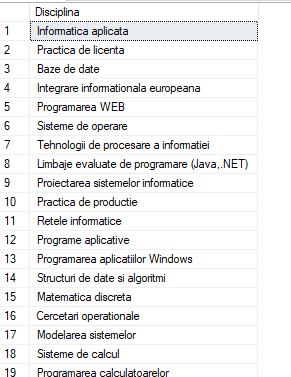 Disciplina
1 Informatica aplicata
2 Practica de licenta
3 Baze de date
4 Integrare informationala europeana
5 Programarea WEB
6 Sisteme de operare
7 Tehnologii de procesare a informatiei
8 Limbaje evaluate de programare (Java,.NET)
9 Proiectarea sistemelor informatice
10 Practica de productie
11 Retele informatice
12 Programe aplicative
13 Programarea aplicatiilor Windows
14 Structuri de date si algoritmi
15 Matematica discreta
16 Cercetari operationale
17 Modelarea sistemelor
18 Sisteme de calcul
19 Programarea calculatoarelor